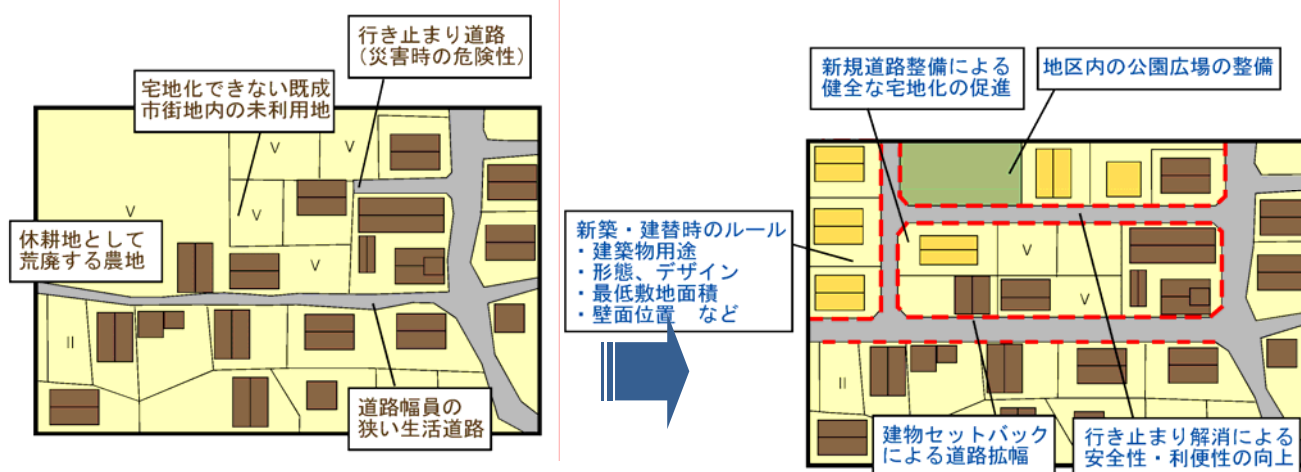 行き止まり道路
（災害時の危険性）
宅地化できない既成
市街地内の未利用地
V
V
V
V
V
休耕地として
荒廃する農地
II
道路幅員の
狭い生活道路
新規道路整備による
健全な宅地化の促進
地区内の公園広場の整備
新築・建替時のルール
・建築物用途
・形態、デザイン
・最低敷地面積
・壁面位置　など
V
V
II
建物セットバック
による道路拡幅
行き止まり解消による
安全性・利便性の向上